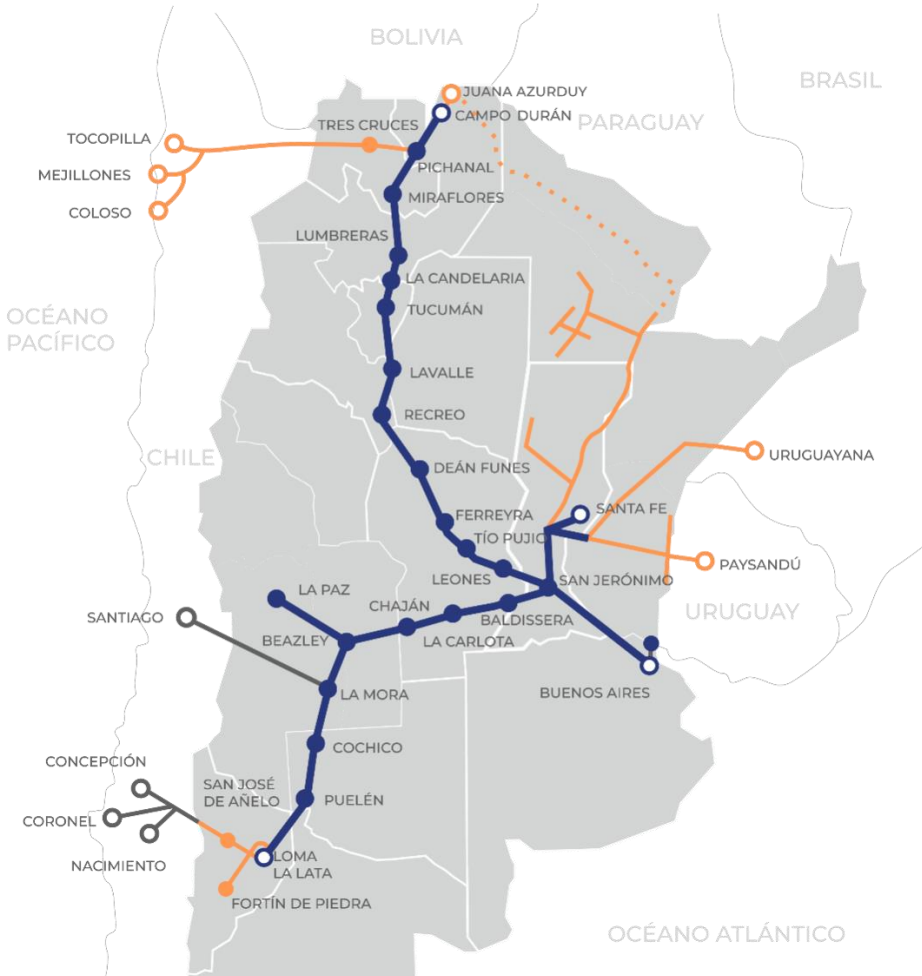 BOLIVIA
BRASIL
JUANA AZURDUY
CAMPO DURÁN
PARAGUAY
TRES CRUCES
TOCOPILLA
PICHANAL
MEJILLONES
MIRAFLORES
COLOSO
LUMBRERAS
LA CANDELARIA
TUCUMÁN
OCÉANO
PACÍFICO
LAVALLE
RECREO
CHILE
URUGUAYANA
DEÁN FUNES
FERREYRA
SANTA FE
TÍO PUJIO
PAYSANDÚ
LEONES
SAN JERÓNIMO
LA PAZ
CHAJÁN
URUGUAY
SANTIAGO
BALDISSERA
BEAZLEY
LA CARLOTA
LA MORA
BUENOS AIRES
COCHICO
CONCEPCIÓN
SAN JOSÉ
DE AÑELO
PUELÉN
CORONEL
NACIMIENTO
LOMA
LA LATA
FORTÍN DE PIEDRA
OCÉANO ATLÁNTICO